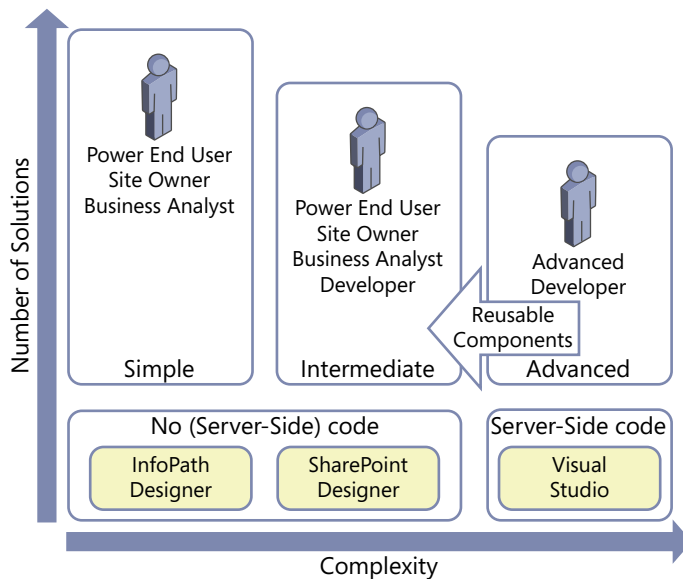 Number of Solutions
Power End User
Site Owner
Business Analyst
Simple
Power End User
Site Owner
Business Analyst
Developer
Intermediate
Advanced
Developer
Reusable
Components
Advanced
No (Server-Side) code
InfoPath
Designer
SharePoint
Designer
Server-Side code
Visual
Studio
Complexity